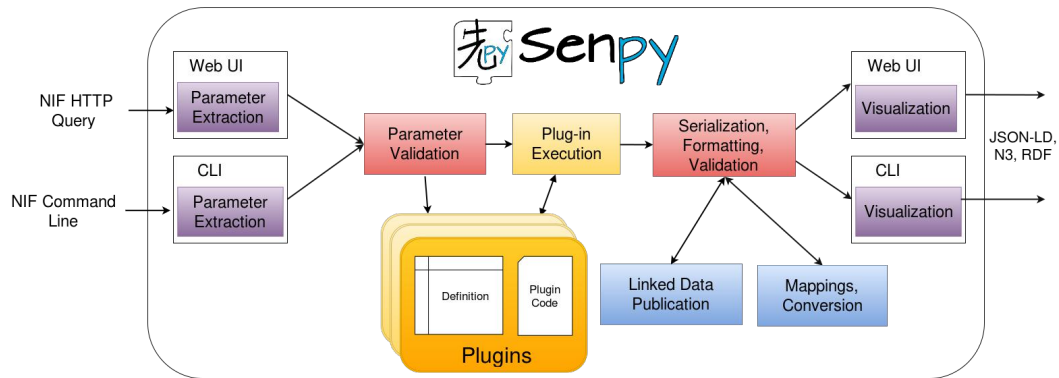 先 py senpy
Web UI
Parameter
Extraction
NIF HTTP
Query
CLI
Parameter
Extraction
NIF Command
Line
Parameter
Validation
Plug-in
Execution
Serialization,
Formatting,
Validation
Web UI
Visualization
CLI
Visualization
JSON-LD,
N3, RDF
Definition
Plugin
Code
Plugins
Linked Data
Publication
Mappings,
Conversion